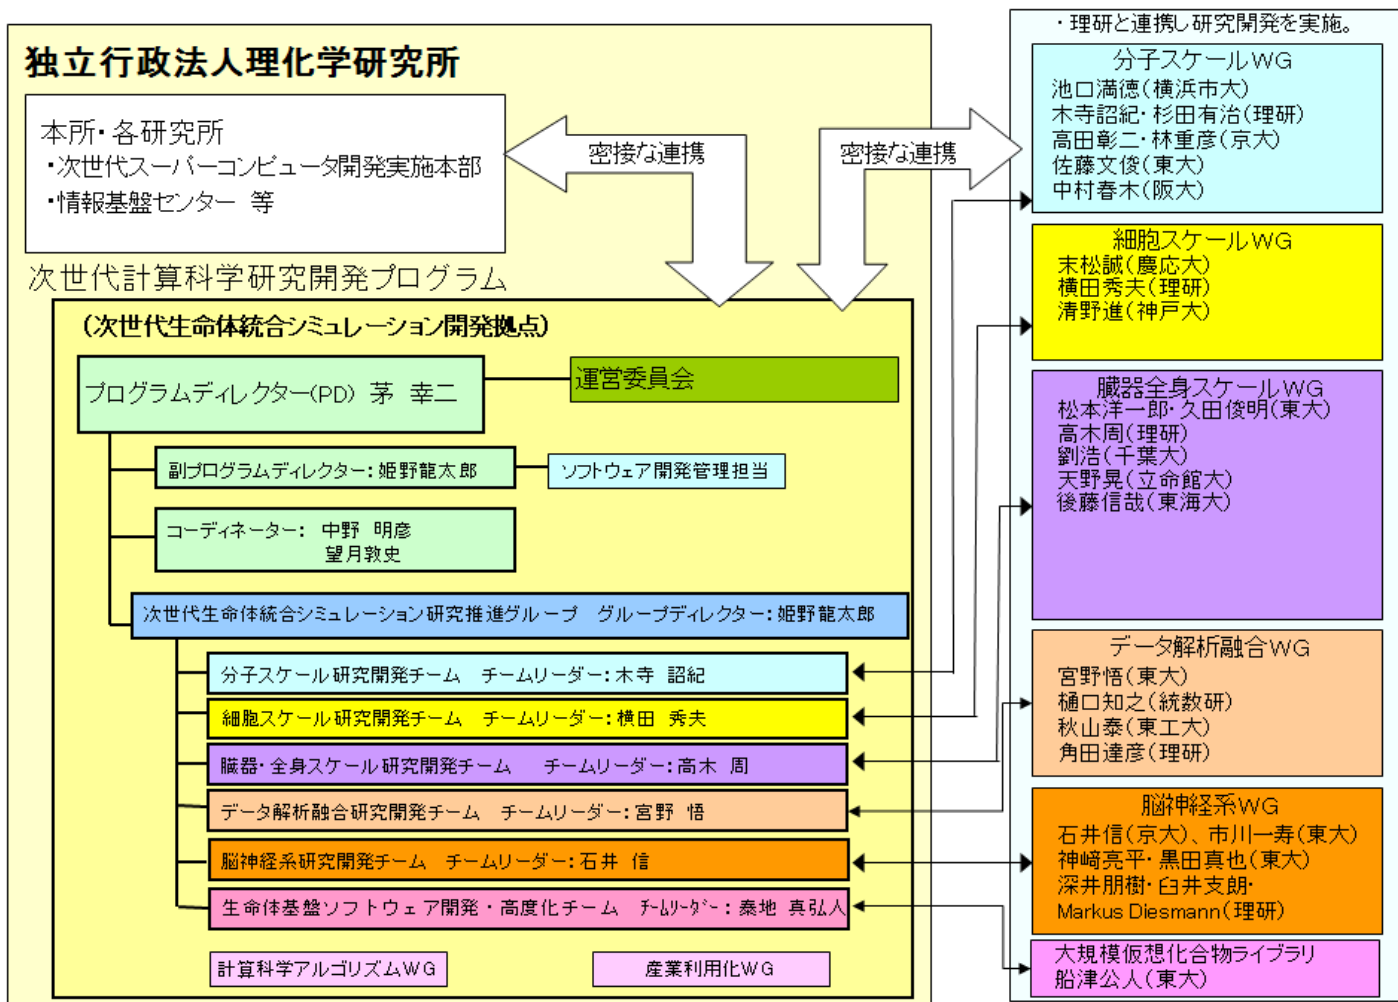 独立行政法人理化学研究所
本所・各研究所
・次世代スーパーコンピュータ開発実施本部
・情報基盤センター 等
密接な連携
密接な連携
次世代計算科学研究開発プログラム
(次世代生命体統合シミュレーション開発拠点)
プログラムディレクター(PD) 茅 幸二
運営委員会
副プログラムディレクター:姫野龍太郎
ソフトウェア開発管理担当
コーディネーター: 中野 明彦
望月敦史
次世代生命体統合シミュレーション研究推進グループ グループディレクター:姫野龍太郎
分子スケール研究開発チーム チームリーダー:木寺 詔紀
細胞スケール研究開発チーム チームリーダー:横田 秀夫
臓器・全身スケール研究開発チーム チームリーダー:高木 周
データ解析融合研究開発チーム チームリーダー:宮野 悟
脳神経系研究開発チーム チームリーダー:石井 信
生命体基盤ソフトウェア開発・高度化チーム チームリーダー:泰地 真弘人
計算科学アルゴリズムWG
産業利用化WG
・理研と連携し研究開発を実施。
分子スケールWG
池口満徳(横浜市大)
木寺詔紀・杉田有治(理研)
高田彰二・林重彦(京大)
佐藤文俊(東大)
中村春木(阪大)
細胞スケールWG
末松誠(慶応大)
横田秀夫(理研)
清野進(神戸大)
臓器全身スケールWG
松本洋一郎・久田俊明(東大)
高木周(理研)
劉浩(千葉大)
天野晃(立命館大)
後藤信哉(東海大)
データ解析融合WG
宮野悟(東大)
樋口知之(統数研)
秋山泰(東工大)
角田達彦(理研)
脳神経系WG
石井信(京大)、市川一寿(東大)
神﨑亮平・黒田真也(東大)
深井朋樹・臼井支朗・
Markus Diesmann(理研)
大規模仮想化合物ライブラリ
船津公人(東大)